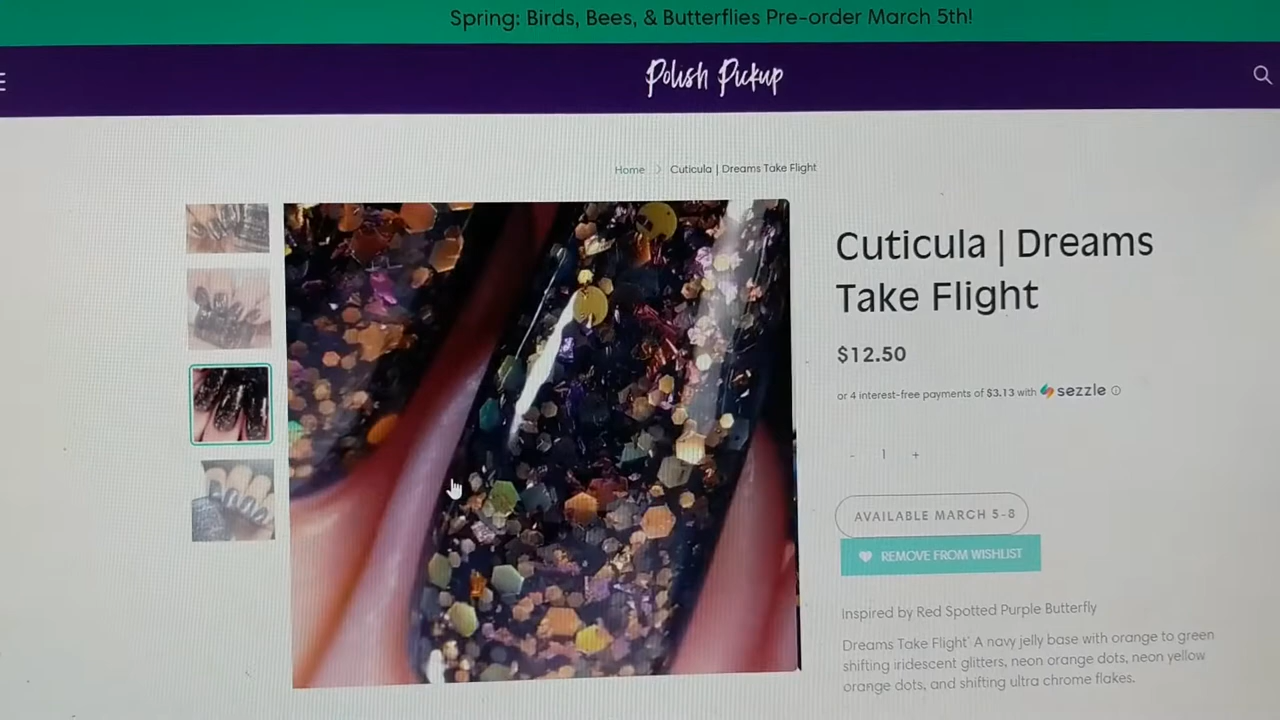 Spring: Birds, Bees, & Butterflies Pre-order March 5th!
Polish Pickup
Home > Cuticula | Dreams Take Flight
Cuticula | Dreams
Take Flight
$12.50
or 4 interest-free payments of $3.13 with sezzle
- 1 +
AVAILABLE MARCH 5-8
REMOVE FROM WISHLIST
Inspired by Red Spotted Purple Butterfly
Dreams Take Flight' A navy jelly base with orange to green
shifting iridescent glitters, neon orange dots, neon yellow
orange dots, and shifting ultra chrome flakes.